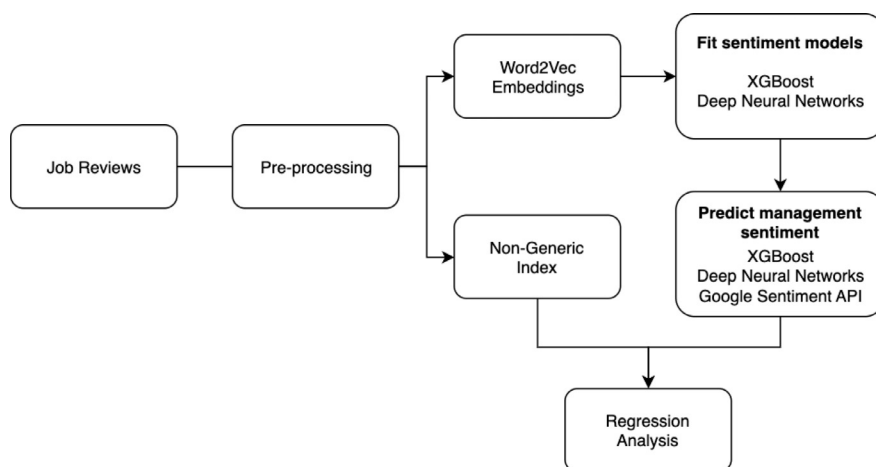 Job Reviews
Pre-processing
Word2Vec
Embeddings
Fit sentiment models
XGBoost
Deep Neural Networks
Non-Generic
Index
Predict management
sentiment
XGBoost
Deep Neural Networks
Google Sentiment API
Regression
Analysis